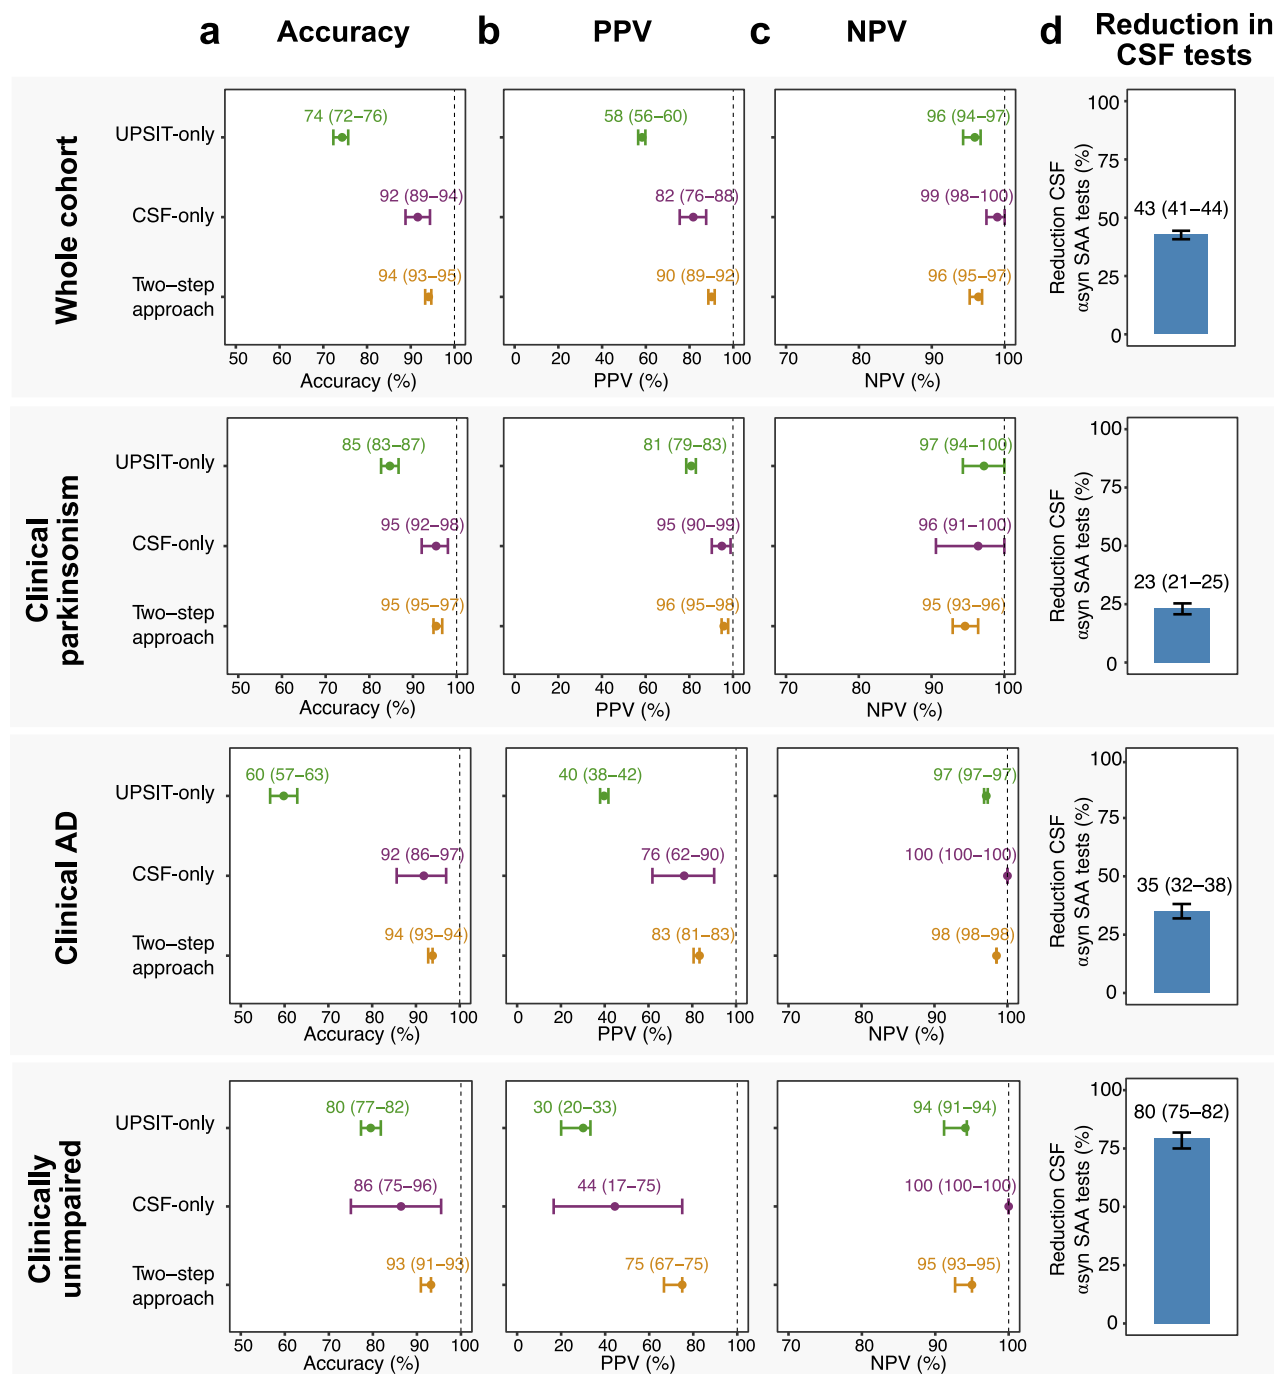 a Accuracy b PPV c NPV d Reduction in
CSF tests
Whole cohort
UPSIT-only
CSF-only
Two–step
approach
74 (72–76)
92 (89–94)
94 (93–95)
50 60 70 80 90 100
Accuracy (%)
58 (56–60)
82 (76–88)
90 (89–92)
0 20 40 60 80 100
PPV (%)
96 (94–97)
99 (98–100)
96 (95–97)
70 80 90 100
NPV (%)
Reduction CSF
αsyn SAA tests (%)
100
75
50
25
0
43 (41–44)
Clinical
parkinsonism
UPSIT-only
CSF-only
Two–step
approach
85 (83–87)
95 (92–98)
95 (95–97)
50 60 70 80 90 100
Accuracy (%)
81 (79–83)
95 (90–99)
96 (95–98)
0 20 40 60 80 100
PPV (%)
97 (94–100)
96 (91–100)
95 (93–96)
70 80 90 100
NPV (%)
Reduction CSF
αsyn SAA tests (%)
100
75
50
25
0
23 (21–25)
Clinical AD
UPSIT-only
CSF-only
Two–step
approach
60 (57–63)
92 (86–97)
94 (93–94)
50 60 70 80 90 100
Accuracy (%)
40 (38–42)
76 (62–90)
83 (81–83)
0 20 40 60 80 100
PPV (%)
97 (97–97)
100 (100–100)
98 (98–98)
70 80 90 100
NPV (%)
Reduction CSF
αsyn SAA tests (%)
100
75
50
25
0
35 (32–38)
Clinically
unimpaired
UPSIT-only
CSF-only
Two–step
approach
80 (77–82)
86 (75–96)
93 (91–93)
50 60 70 80 90 100
Accuracy (%)
30 (20–33)
44 (17–75)
75 (67–75)
0 20 40 60 80 100
PPV (%)
94 (91–94)
100 (100–100)
95 (93–95)
70 80 90 100
NPV (%)
Reduction CSF
αsyn SAA tests (%)
100
75
50
25
0
80 (75–82)